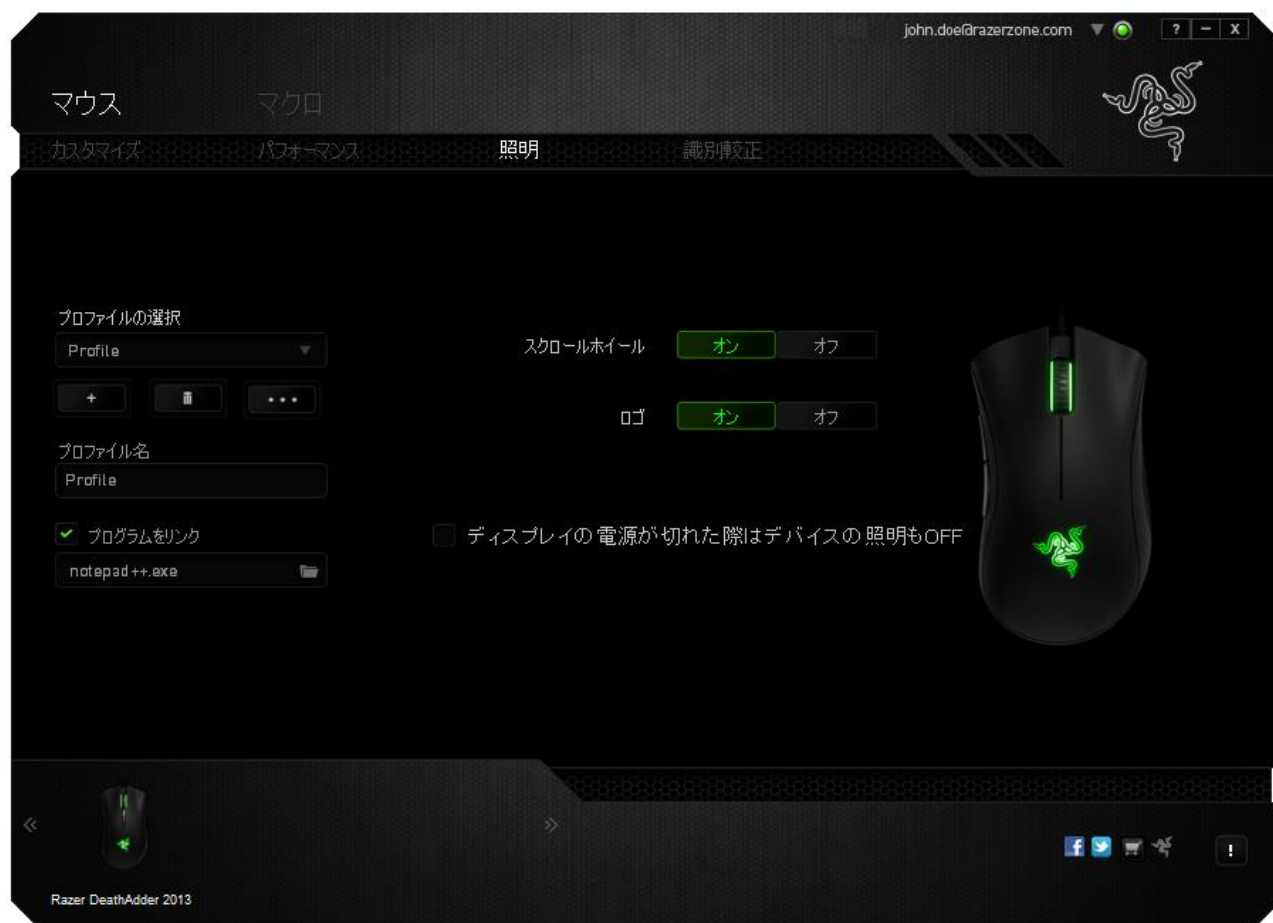 john.doe@razerzone.com
? – X
マウス マクロ
カスタマイズ パフォーマンス 照明 識別較正
プロファイルの選択
Profile
+ •••
プロファイル名
Profile
プログラムをリンク
notepad++.exe
スクロールホイール オン オフ
ロゴ オン オフ
ディスプレイの電源が切れた際はデバイスの照明もOFF
« »
Razer DeathAdder 2013
f
!